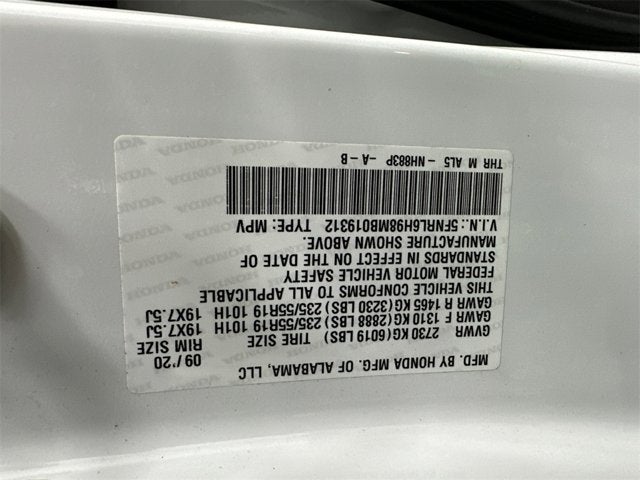 MFD. BY HONDA MFG. OF ALABAMA, LLC 09/'20
GVWR 2730 KG(6019 LBS) TIRE SIZE RIM SIZE
GAWR F 1310 KG(2888 LBS) 235/55R19 101H 19X7.5J
GAWR R 1465 KG(3230 LBS) 235/55R19 101H 19X7.5J
THIS VEHICLE CONFORMS TO ALL APPLICABLE
FEDERAL MOTOR VEHICLE SAFETY
STANDARDS IN EFFECT ON THE DATE OF
MANUFACTURE SHOWN ABOVE.
V.I.N.: 5FNRL6H98MB019312 TYPE: MPV
THR M AL5 - NH883P -A-B